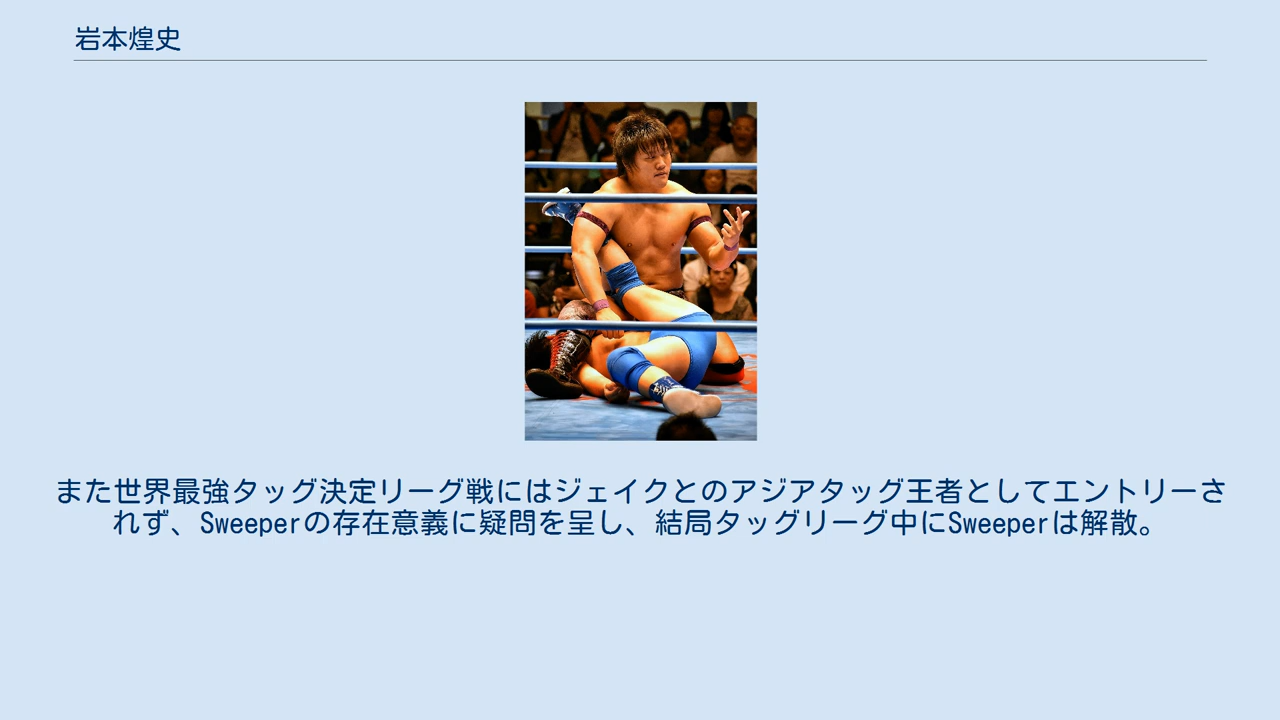 岩本煌史
また世界最強タッグ決定リーグ戦にはジェイクとのアジアタッグ王者としてエントリーさ
れず、Sweeperの存在意義に疑問を呈し、結局タッグリーグ中にSweeperは解散。